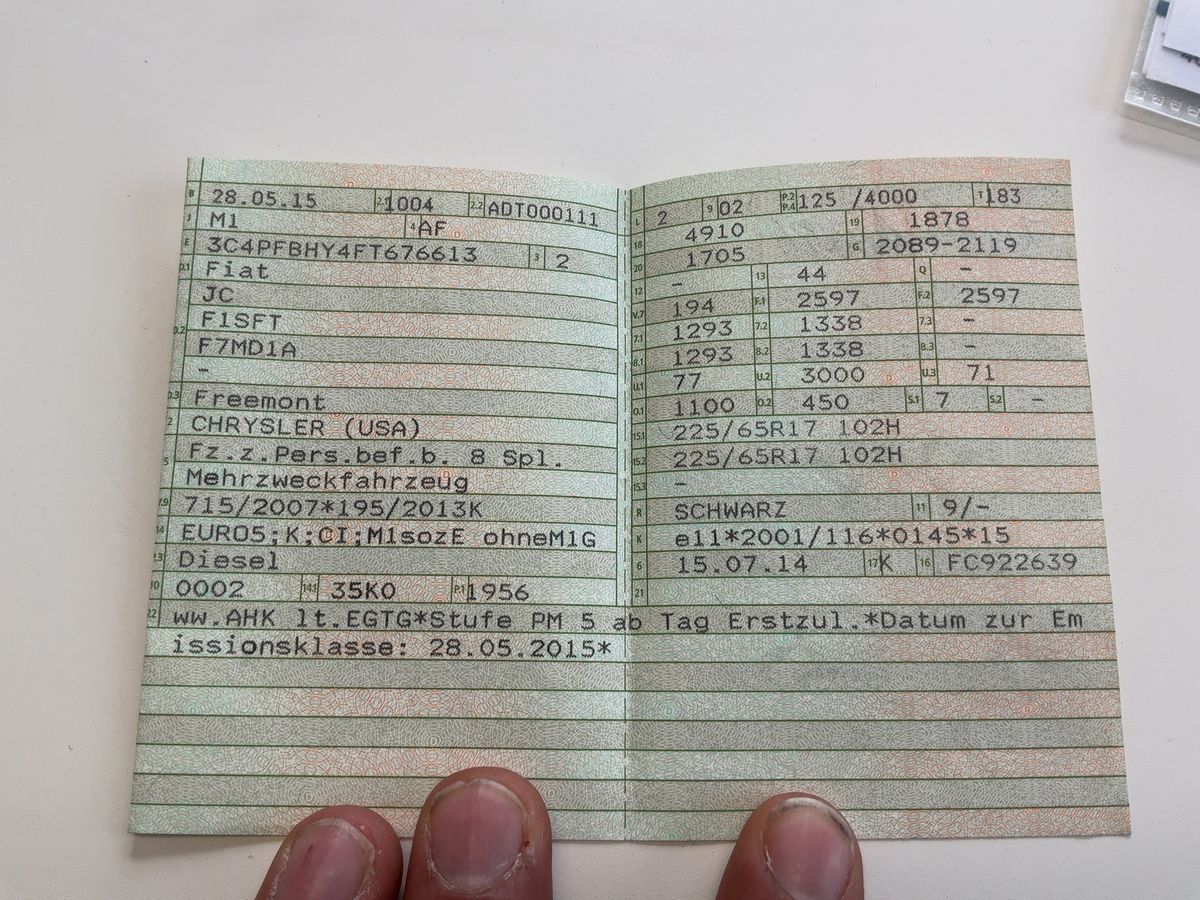 B 28.05.15 2.1 1004 2.2 ADT000111
J M1 4 AF
E 3C4PFBHY4FT676613 3 2
D.1 Fiat
JC
D.2 F1SFT
F7MD1A
-
D.3 Freemont
2 CHRYSLER (USA)
5 Fz.z.Pers.bef.b. 8 Spl.
Mehrzweckfahrzeug
V.9 715/2007*195/2013K
14 EURO5;K;CI;M1sozE ohneM1G
P.3 Diesel
10 0002 14.1 35K0 P.1 1956
L 2 9 02 P.2 P.4 125 /4000 T 183
18 4910 19 1878 -
20 1705 G 2089-2119
12 - 13 44 Q -
V.7 194 F.1 2597 F.2 2597
7.1 1293 7.2 1338 7.3 -
8.1 1293 8.2 1338 8.3 -
U.1 77 U.2 3000 U.3 71
O.1 1100 O.2 450 S.1 7 S.2 -
15.1 225/65R17 102H
15.2 225/65R17 102H
15.3 -
R SCHWARZ 11 9/-
K e11*2001/116*0145*15
6 15.07.14 17 K 16 FC922639
21
22 ww.AHK lt.EGTG*Stufe PM 5 ab Tag Erstzul.*Datum zur Em
issionsklasse: 28.05.2015*